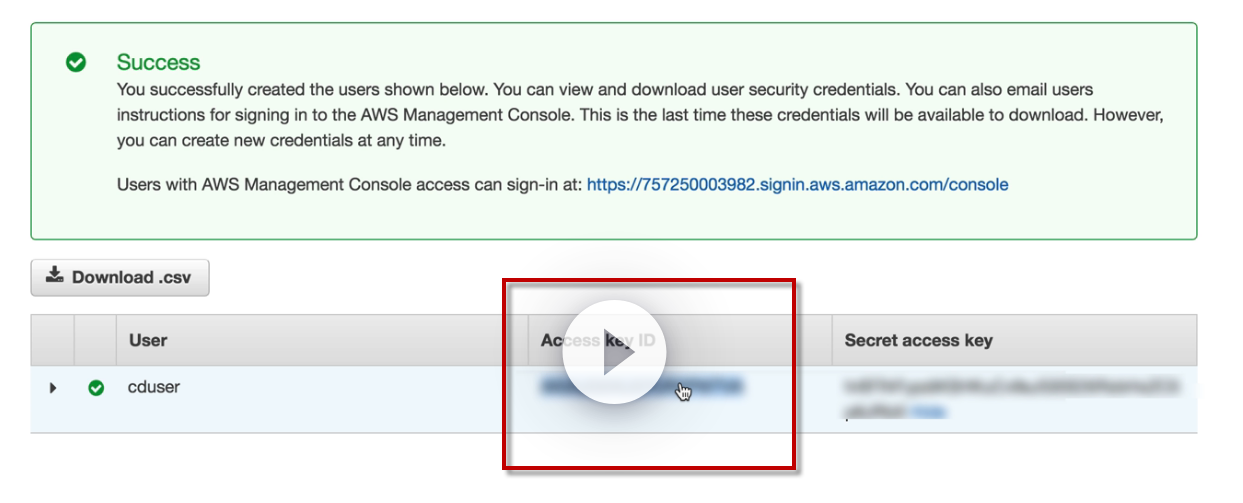 Success
You successfully created the users shown below. You can view and download user security credentials. You can also email users
instructions for signing in to the AWS Management Console. This is the last time these credentials will be available to download. However,
you can create new credentials at any time.
Users with AWS Management Console access can sign-in at: https://757250003982.signin.aws.amazon.com/console
Download .csv
User Access key ID Secret access key
cduser